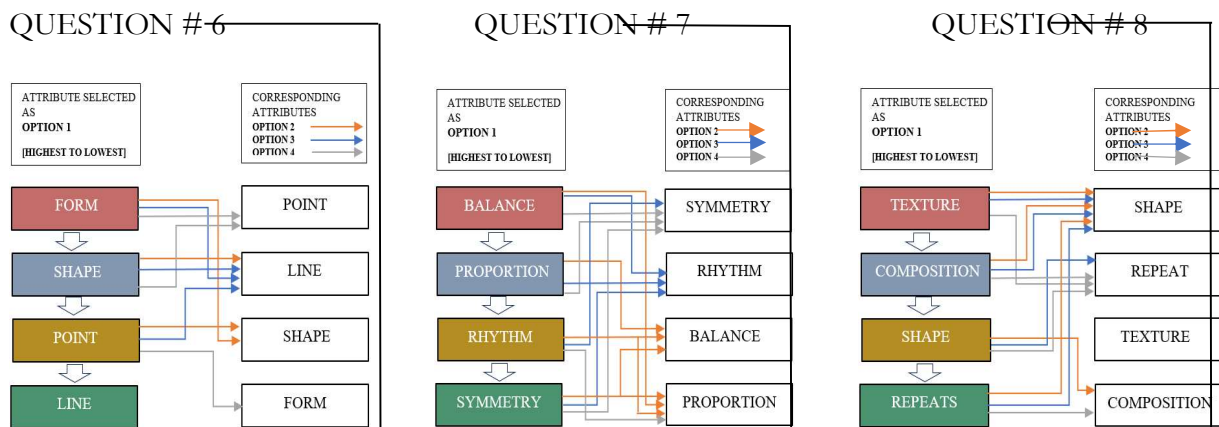 QUESTION # 6
ATTRIBUTE SELECTED
AS
OPTION 1
[HIGHEST TO LOWEST]
CORRESPONDING
ATTRIBUTES
OPTION 2
OPTION 3
OPTION 4
FORM
SHAPE
POINT
LINE
POINT
LINE
SHAPE
FORM
QUESTION # 7
ATTRIBUTE SELECTED
AS
OPTION 1
[HIGHEST TO LOWEST]
CORRESPONDING
ATTRIBUTES
OPTION 2
OPTION 3
OPTION 4
BALANCE
PROPORTION
RHYTHM
SYMMETRY
SYMMETRY
RHYTHM
BALANCE
PROPORTION
QUESTION # 8
ATTRIBUTE SELECTED
AS
OPTION 1
[HIGHEST TO LOWEST]
CORRESPONDING
ATTRIBUTES
OPTION 2
OPTION 3
OPTION 4
TEXTURE
COMPOSITION
SHAPE
REPEATS
SHAPE
REPEAT
TEXTURE
COMPOSITION